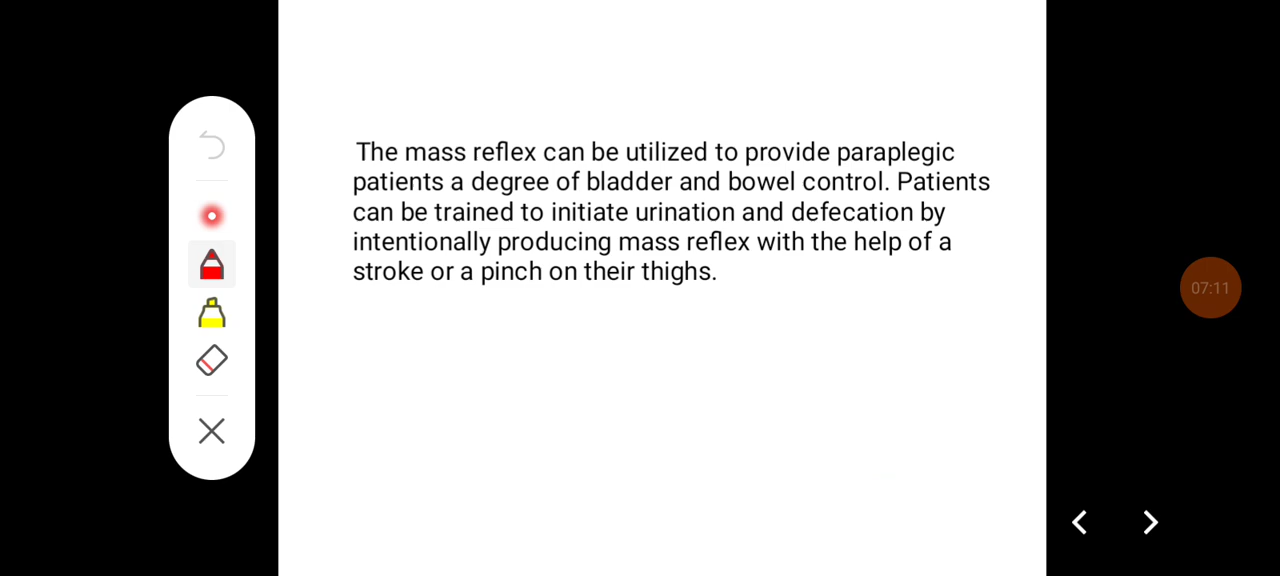 The mass reflex can be utilized to provide paraplegic
patients a degree of bladder and bowel control. Patients
can be trained to initiate urination and defecation by
intentionally producing mass reflex with the help of a
stroke or a pinch on their thighs.
07:11